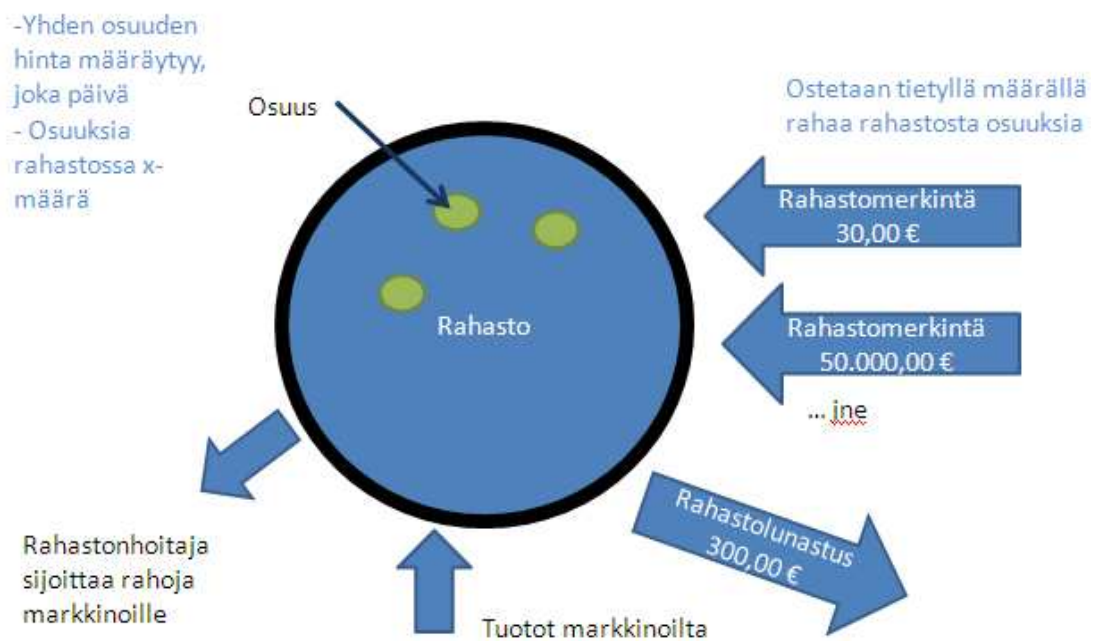 -Yhden osuuden
hinta määräytyy,
joka päivä
- Osuuksia
rahastossa x-
määrä
Osuus
Ostetaan tietyllä määrällä
rahaa rahastosta osuuksia
Rahastomerkintä
30,00 €
Rahasto
Rahastomerkintä
50.000,00 €
... jne
Rahastolunastus
300,00 €
Rahastonhoitaja
sijoittaa rahoja
markkinoille
Tuotot markkinoilta